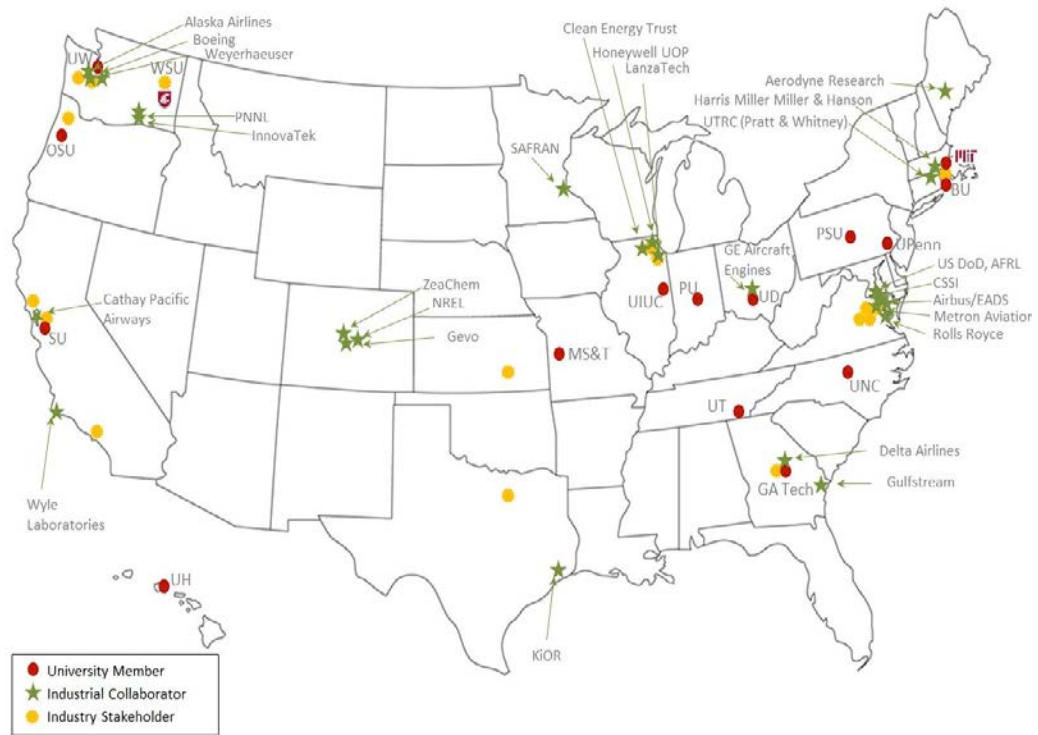 Alaska Airlines
Boeing
Weyerhaeuser
UW
WSU
PNNL
InnovaTek
OSU
Clean Energy Trust
Honeywell UOP
LanzaTech
SAFRAN
Aerodyne Research
Harris Miller Miller & Hanson
UTRC (Pratt & Whitney)
MIT
BU
PSU
UPenn
GE Aircraft
Engines
US DoD, AFRL
CSSI
Airbus/EADS
Metron Aviatior
Rolls Royce
UIUC
PU
UD
Cathay Pacific
Airways
SU
ZeaChem
NREL
Gevo
MS&T
UNC
UT
Delta Airlines
GA Tech
Gulfstream
Wyle
Laboratories
UH
KiOR
University Member
Industrial Collaborator
Industry Stakeholder